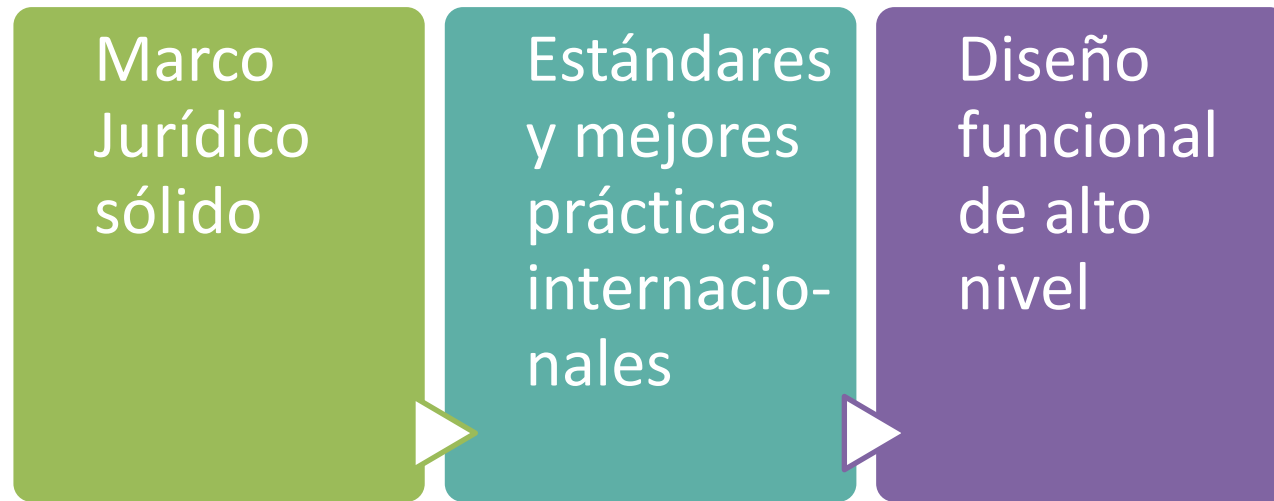 Marco
Jurídico
sólido
Estándares
y mejores
prácticas
internacio-
nales
Diseño
funcional
de alto
nivel